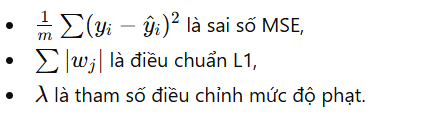 • $\frac{1}{m} \sum (y_i - \hat{y}_i)^2$ là sai số MSE,
• $\sum |w_j|$ là điều chuẩn L1,
• $\lambda$ là tham số điều chỉnh mức độ phạt.